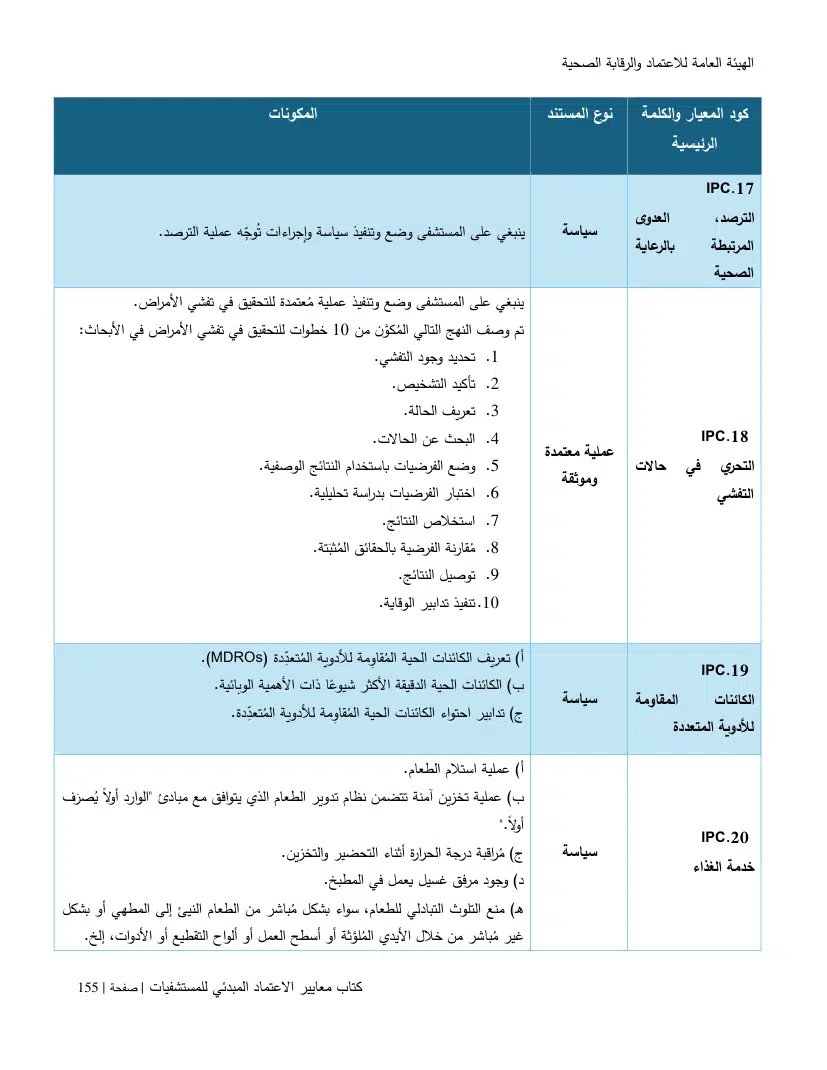 الهيئة العامة للاعتماد والرقابة الصحية
كود المعيار والكلمة
الرئيسية
نوع المستند
المكونات
IPC.17
الترصد، العدوى
المرتبطة بالرعاية
الصحية
سياسة
ينبغي على المستشفى وضع وتنفيذ سياسة وإجراءات تُوجِّه عملية الترصد.
IPC.18
التحري في حالات
التفشي
عملية معتمدة
وموثقة
ينبغي على المستشفى وضع وتنفيذ عملية مُعتمدة للتحقيق في تفشي الأمراض.
تم وصف النهج التالي المُكوَّن من 10 خطوات للتحقيق في تفشي الأمراض في الأبحاث:
1. تحديد وجود التفشي.
2. تأكيد التشخيص.
3. تعريف الحالة.
4. البحث عن الحالات.
5. وضع الفرضيات باستخدام النتائج الوصفية.
6. اختبار الفرضيات بدراسة تحليلية.
7. استخلاص النتائج.
8. مُقارنة الفرضية بالحقائق المُثبَتة.
9. توصيل النتائج.
10. تنفيذ تدابير الوقاية.
IPC.19
الكائنات المقاومة
للأدوية المتعددة
سياسة
أ) تعريف الكائنات الحية المُقاوِمة للأدوية المُتعدِّدة (MDROs).
ب) الكائنات الحية الدقيقة الأكثر شيوعًا ذات الأهمية الوبائية.
ج) تدابير احتواء الكائنات الحية المُقاوِمة للأدوية المُتعدِّدة.
IPC.20
خدمة الغذاء
سياسة
أ) عملية استلام الطعام.
ب) عملية تخزين آمنة تتضمن نظام تدوير الطعام الذي يتوافق مع مبادئ "الوارد أولاً يُصرَف
أولاً."
ج) مُراقبة درجة الحرارة أثناء التحضير والتخزين.
د) وجود مرفق غسيل يعمل في المطبخ.
ه) منع التلوث التبادلي للطعام، سواء بشكل مُباشر من الطعام النيئ إلى المطهي أو بشكل
غير مُباشر من خلال الأيدي المُلوَّثة أو أسطح العمل أو ألواح التقطيع أو الأدوات، إلخ.
كتاب معايير الاعتماد المبدئي للمستشفيات | صفحة | 155